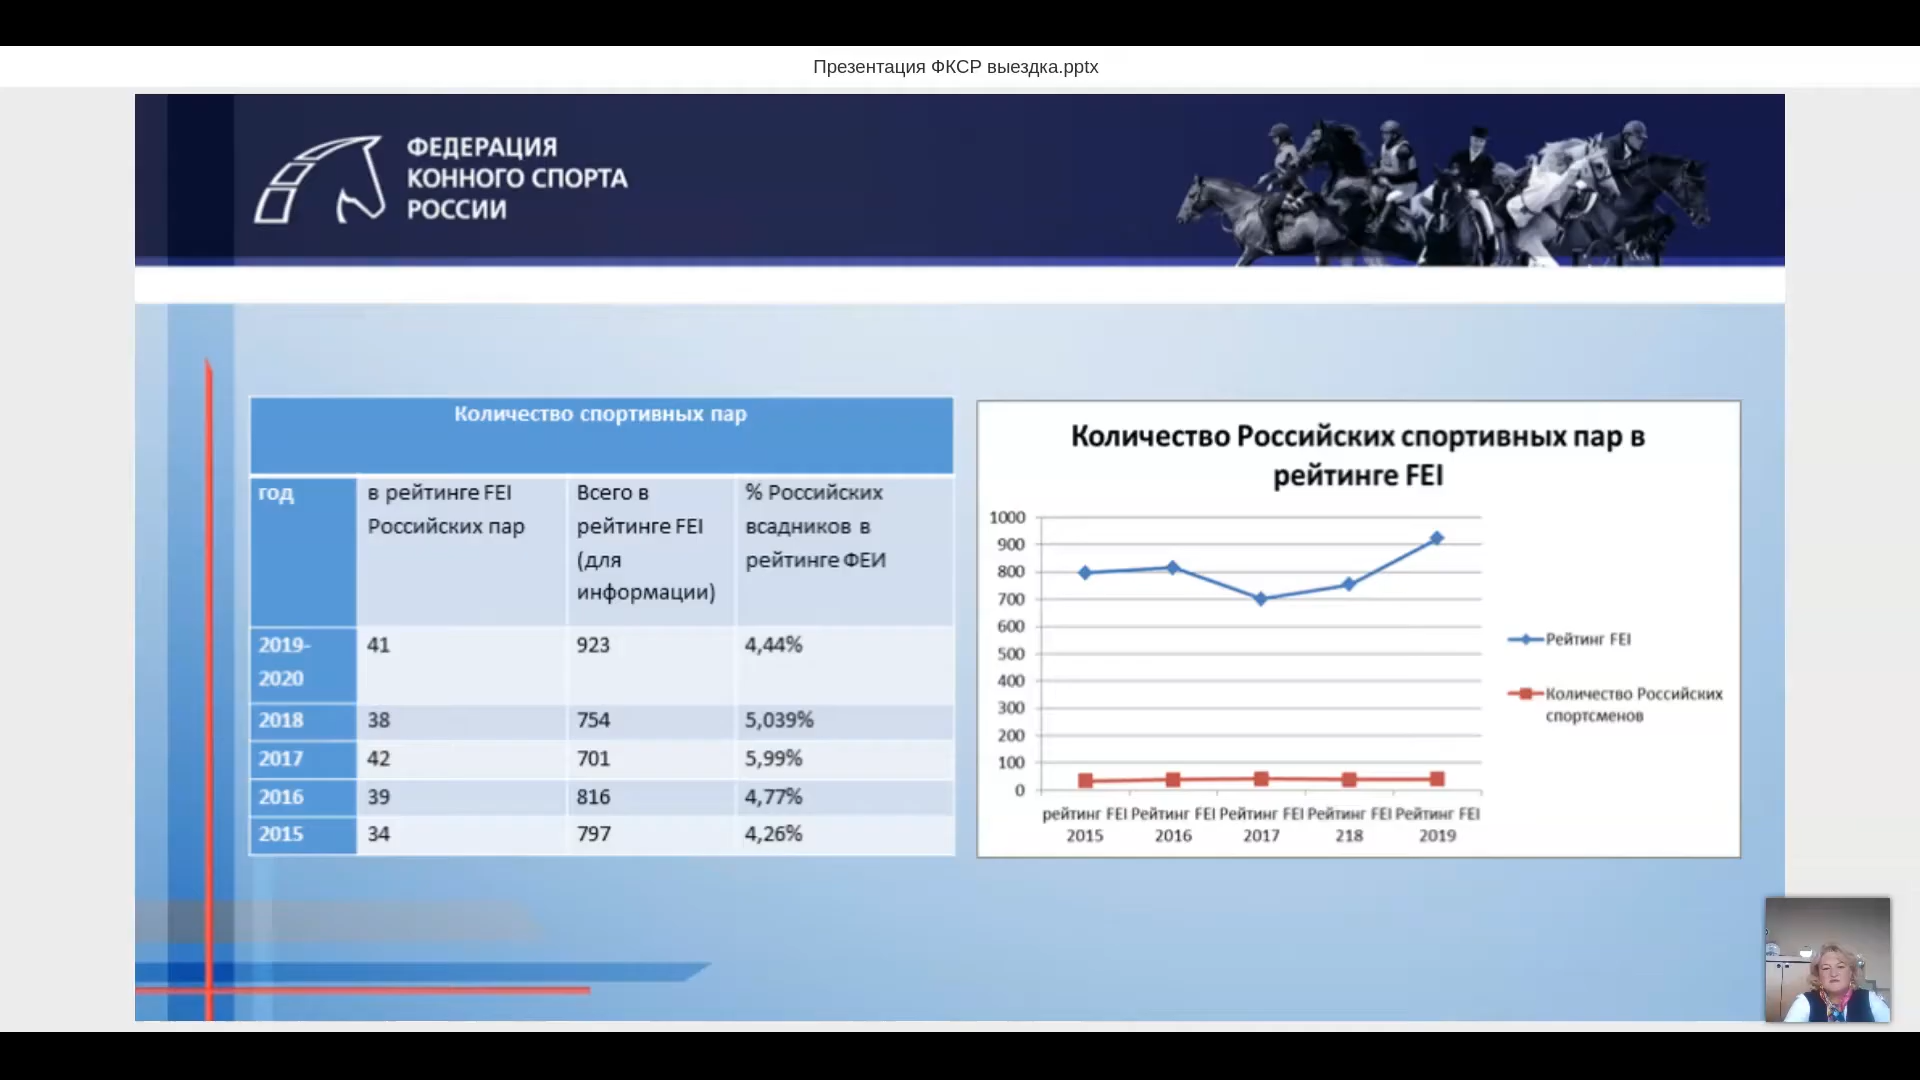 Презентация ФКСР выездка.pptx
ФЕДЕРАЦИЯ
КОННОГО СПОРТА
РОССИИ
Количество спортивных пар
год
в рейтинге FEI
Российских пар
Всего в
рейтинге FEI
(для
информации)
% Российских
всадников в
рейтинге ФЕИ
2019-
2020
41
923
4,44%
2018
38
754
5,039%
2017
42
701
5,99%
2016
39
816
4,77%
2015
34
797
4,26%
Количество Российских спортивных пар в
рейтинге FEI
1000
900
800
700
600
500
400
300
200
100
0
рейтинг FEI Рейтинг FEI Рейтинг FEI Рейтинг FEI Рейтинг FEI
2015 2016 2017 218 2019
Рейтинг FEI
Количество Российских
спортсменов